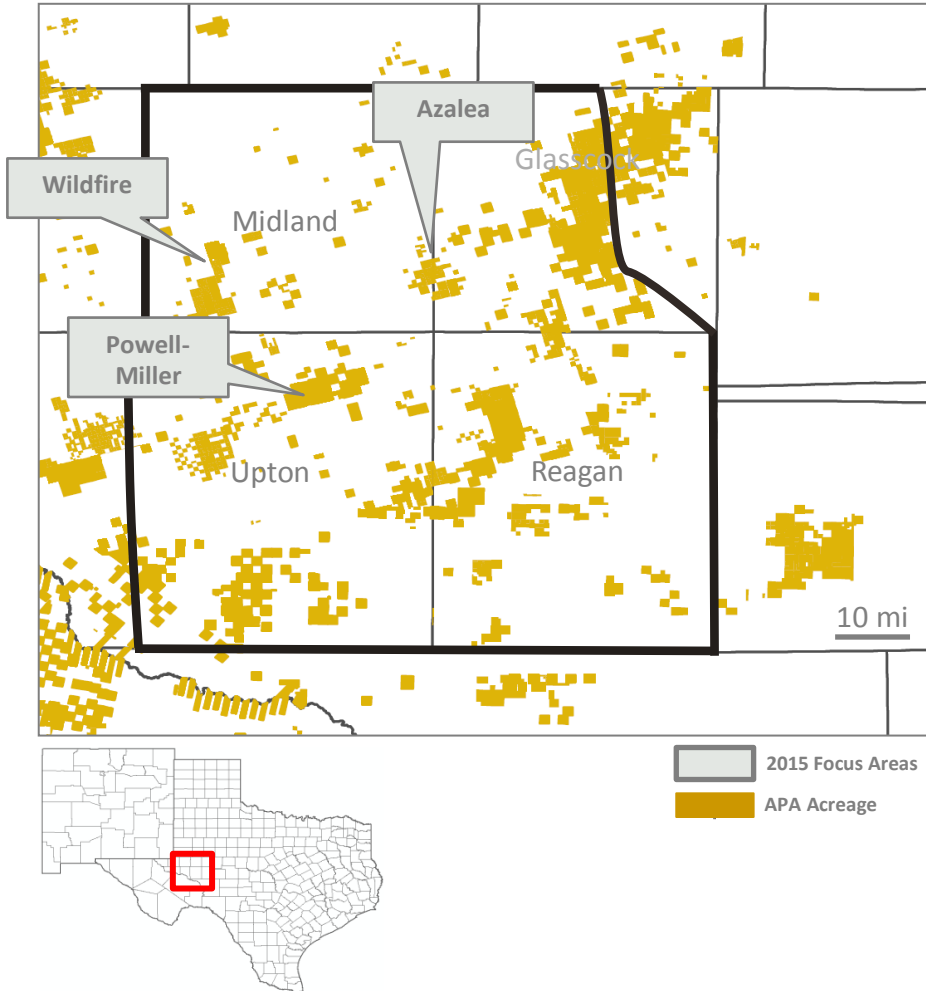 Azalea
Glasscock
Wildfire
Midland
Powell-
Miller
Upton
Reagan
10 mi
2015 Focus Areas
APA Acreage